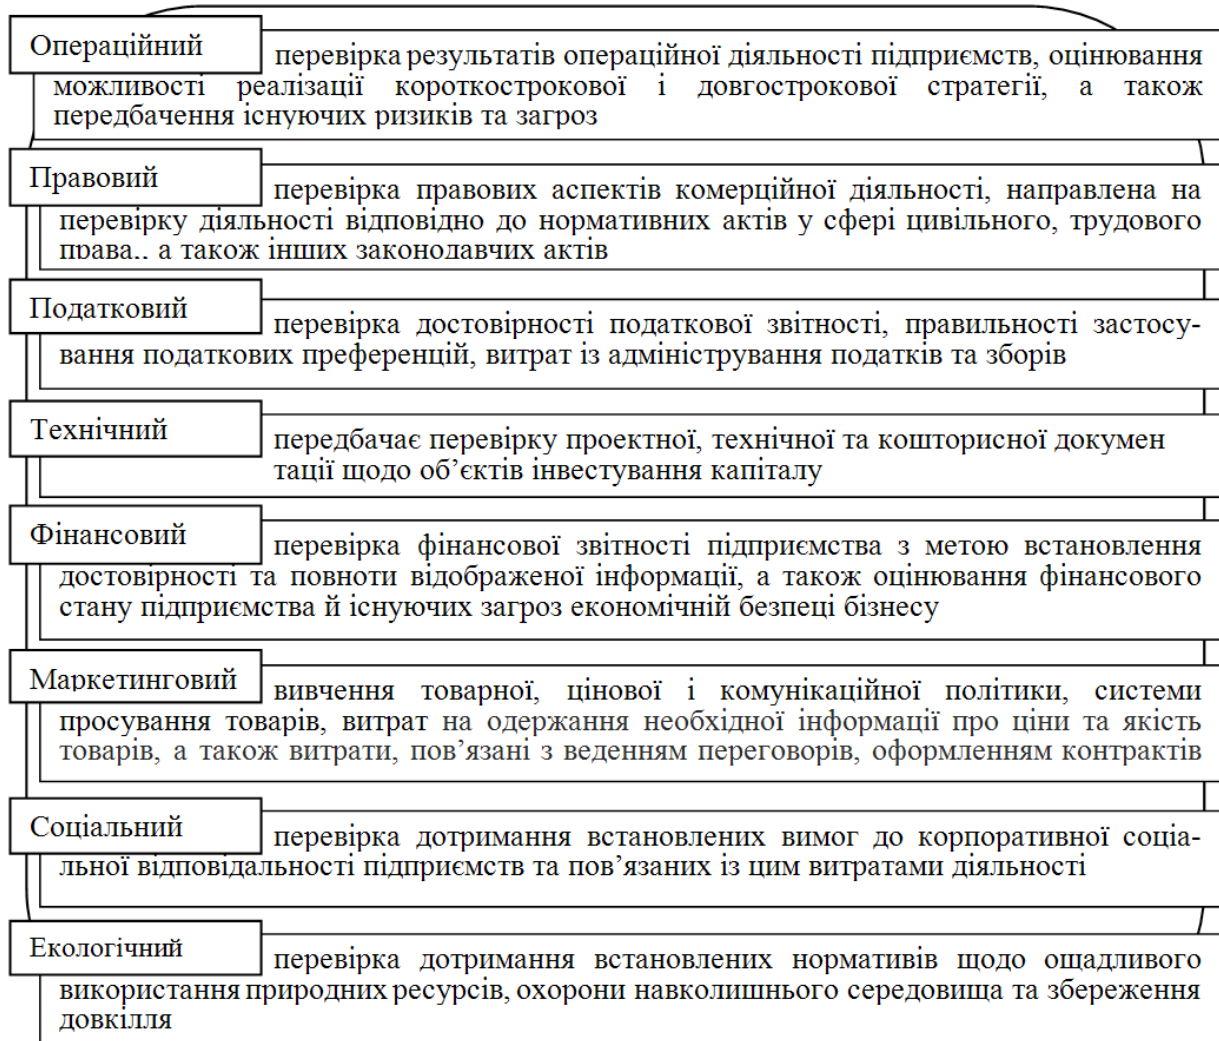 Операційний
перевірка результатів операційної діяльності підприємств, оцінювання
можливості реалізації короткострокової і довгострокової стратегії, а також
передбачення існуючих ризиків та загроз
Правовий
перевірка правових аспектів комерційної діяльності, направлена на
перевірку діяльності відповідно до нормативних актів у сфері цивільного, трудового
права.. а також інших законодавчих актів
Податковий
перевірка достовірності податкової звітності, правильності застосу-
вання податкових преференцій, витрат із адміністрування податків та зборів
Технічний
передбачає перевірку проектної, технічної та кошторисної докумен
тації щодо об’єктів інвестування капіталу
Фінансовий
перевірка фінансової звітності підприємства з метою встановлення
достовірності та повноти відображеної інформації, а також оцінювання фінансового
стану підприємства й існуючих загроз економічній безпеці бізнесу
Маркетинговий
вивчення товарної, цінової і комунікаційної політики, системи
просування товарів, витрат на одержання необхідної інформації про ціни та якість
товарів, а також витрати, пов’язані з веденням переговорів, оформленням контрактів
Соціальний
перевірка дотримання встановлених вимог до корпоративної соціа-
льної відповідальності підприємств та пов’язаних із цим витратами діяльності
Екологічний
перевірка дотримання встановлених нормативів щодо ощадливого
використання природних ресурсів, охорони навколишнього середовища та збереження
довкілля